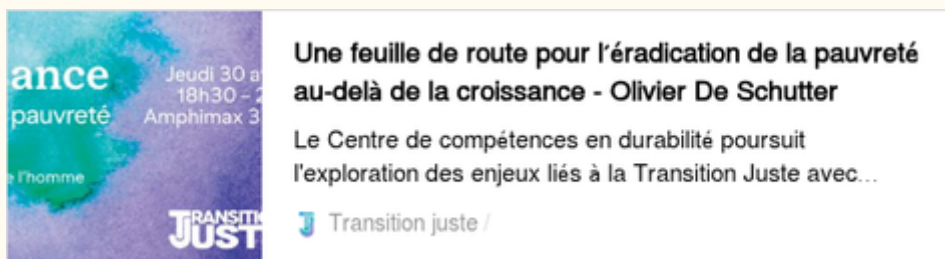 ance
pauvreté
l'homme
Jeudi 30 a
18h30 -
Amphimax 3
TRANSITI
JUST
Une feuille de route pour l'éradication de la pauvreté
au-delà de la croissance - Olivier De Schutter
Le Centre de compétences en durabilité poursuit
l'exploration des enjeux liés à la Transition Juste avec...
Transition juste /